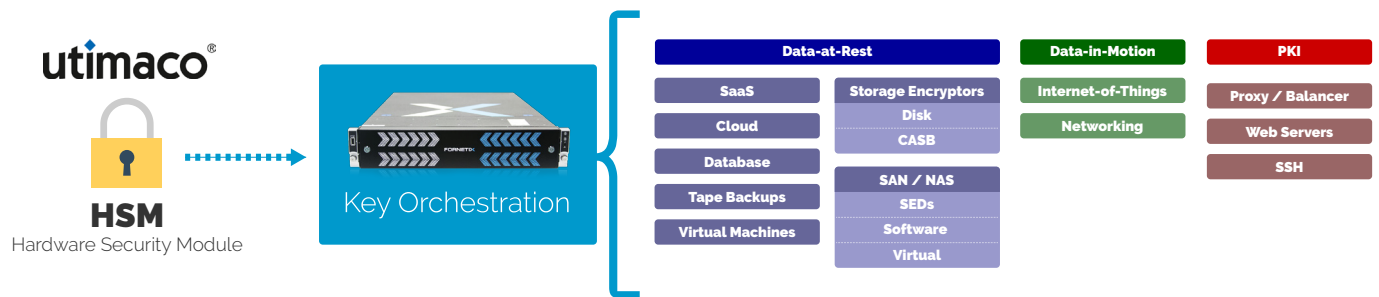 utimaco®
HSM
Hardware Security Module
FORNETIX
Key Orchestration
Data-at-Rest
SaaS
Cloud
Database
Tape Backups
Virtual Machines
Storage Encryptors
Disk
CASB
SAN / NAS
SEDs
Software
Virtual
Data-in-Motion
Internet-of-Things
Networking
PKI
Proxy / Balancer
Web Servers
SSH